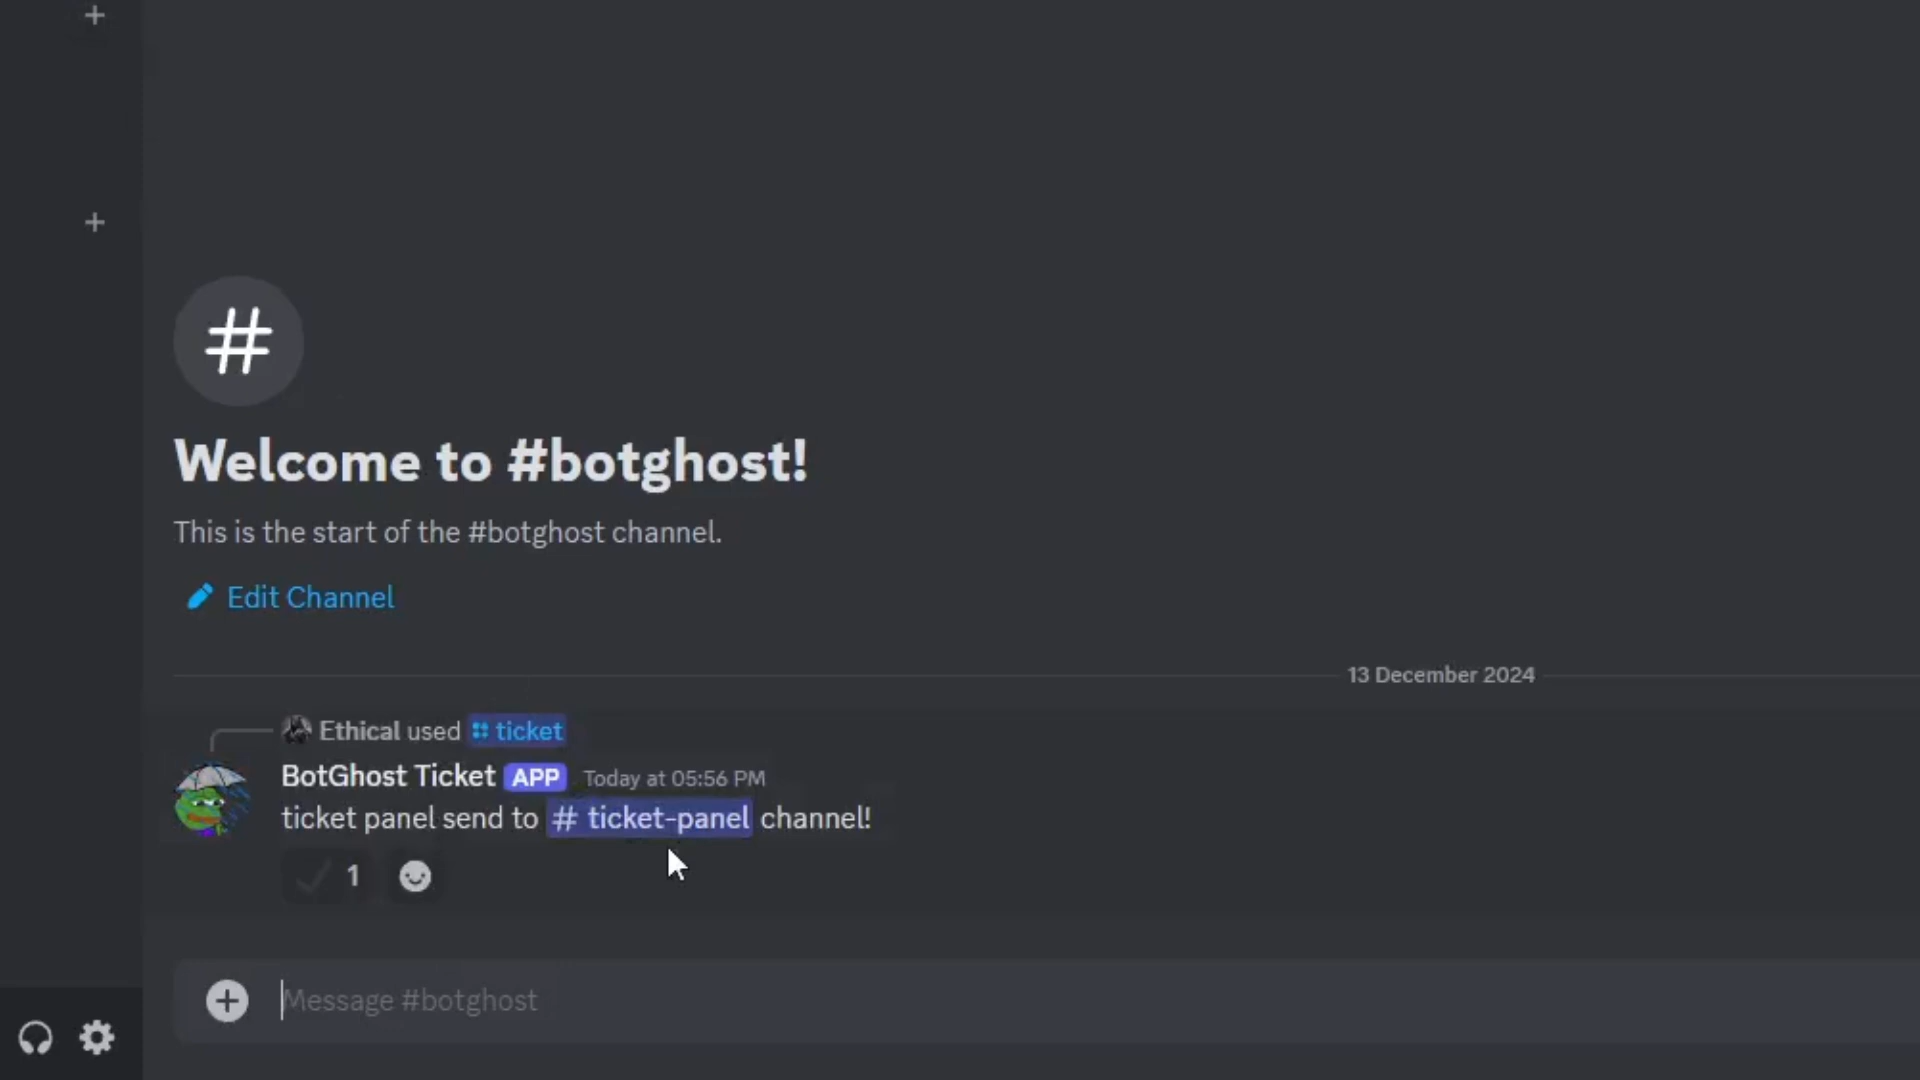 Welcome to #botghost!
This is the start of the #botghost channel.
Edit Channel
13 December 2024
Ethical used ticket
BotGhost Ticket APP Today at 05:56 PM
ticket panel send to # ticket-panel channel!
1
Message #botghost